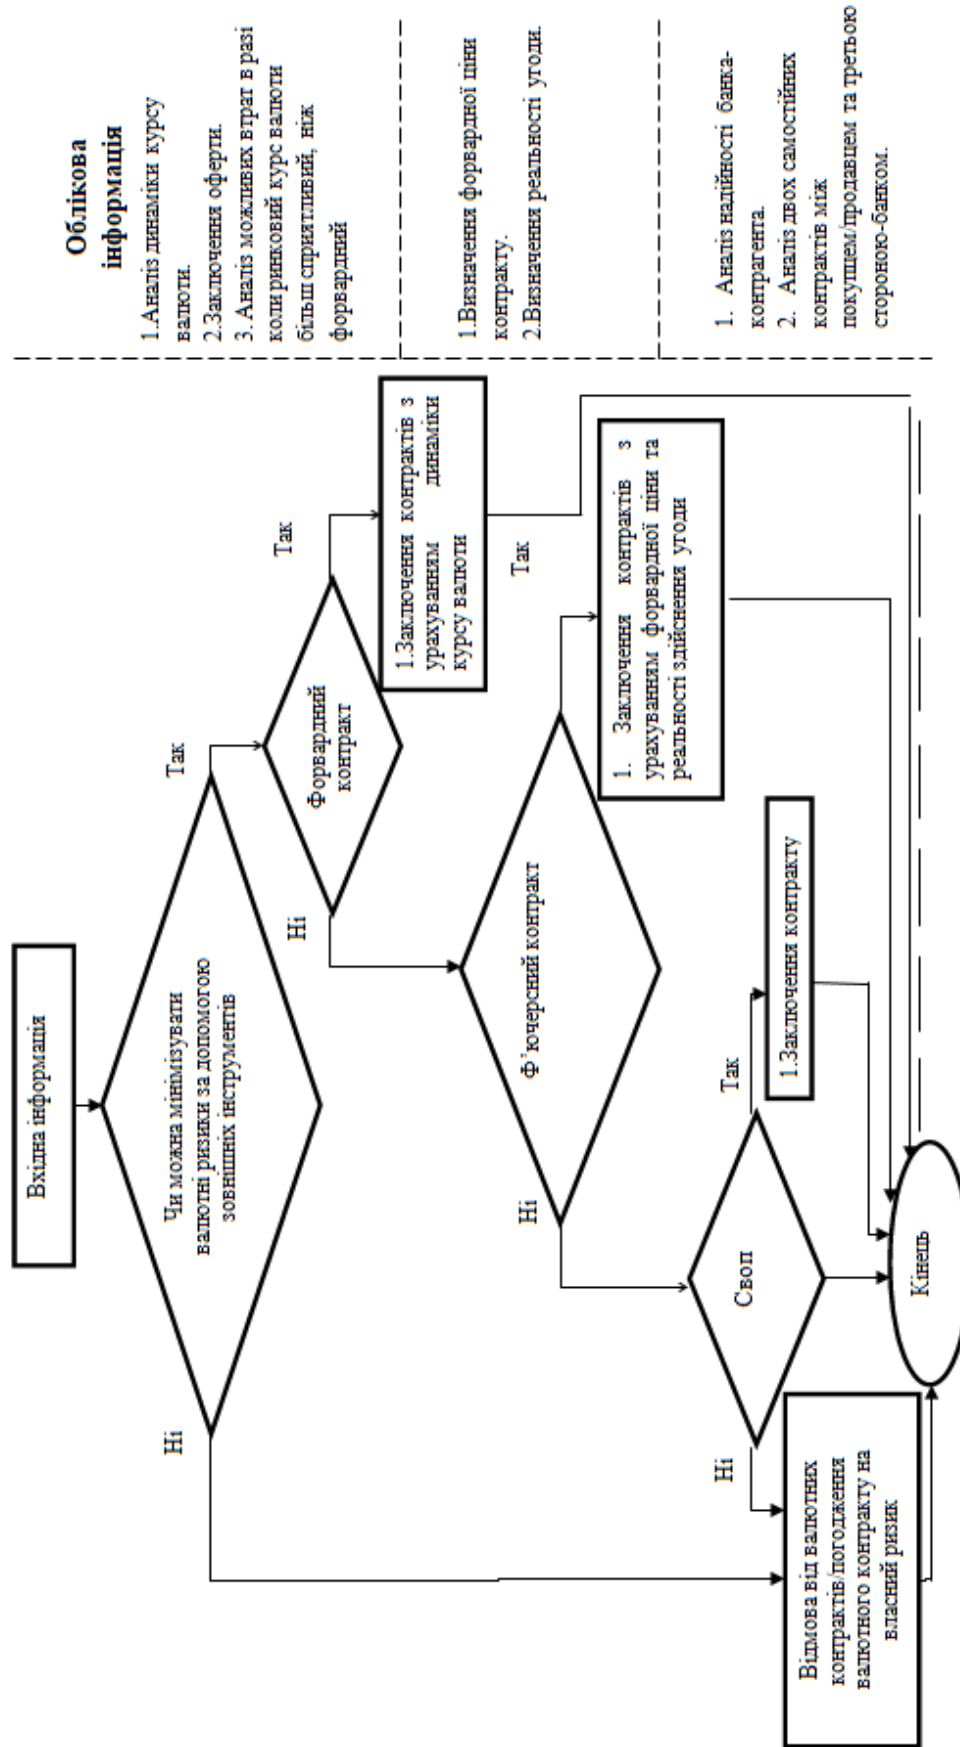 Вхідна інформація
Чи можна мінімізувати
валютні ризики за допомогою
зовнішніх інструментів
Ні
Так
Форвардний
контракт
Ні
Так
1.Заключення контрактів з
урахуванням динаміки
курсу валюти
Ф’ючерсний контракт
Ні
Так
1. Заключення контрактів з
урахуванням форвардної ціни та
реальності здійснення угоди
Своп
Ні
Так
1.Заключення контракту
Відмова від валютних
контрактів/погодження
валютного контракту на
власний ризик
Кінець
Облікова
інформація
1.Аналіз динаміки курсу
валюти.
2.Заключення оферти.
3. Аналіз можливих втрат в разі
коли ринковий курс валюти
більш сприятливий, ніж
форвардний
1.Визначення форвардної ціни
контракту.
2.Визначення реальності угоди.
1. Аналіз надійності банка-
контрагента.
2. Аналіз двох самостійних
контрактів між
покупцем/продавцем та третьою
стороною-банком.